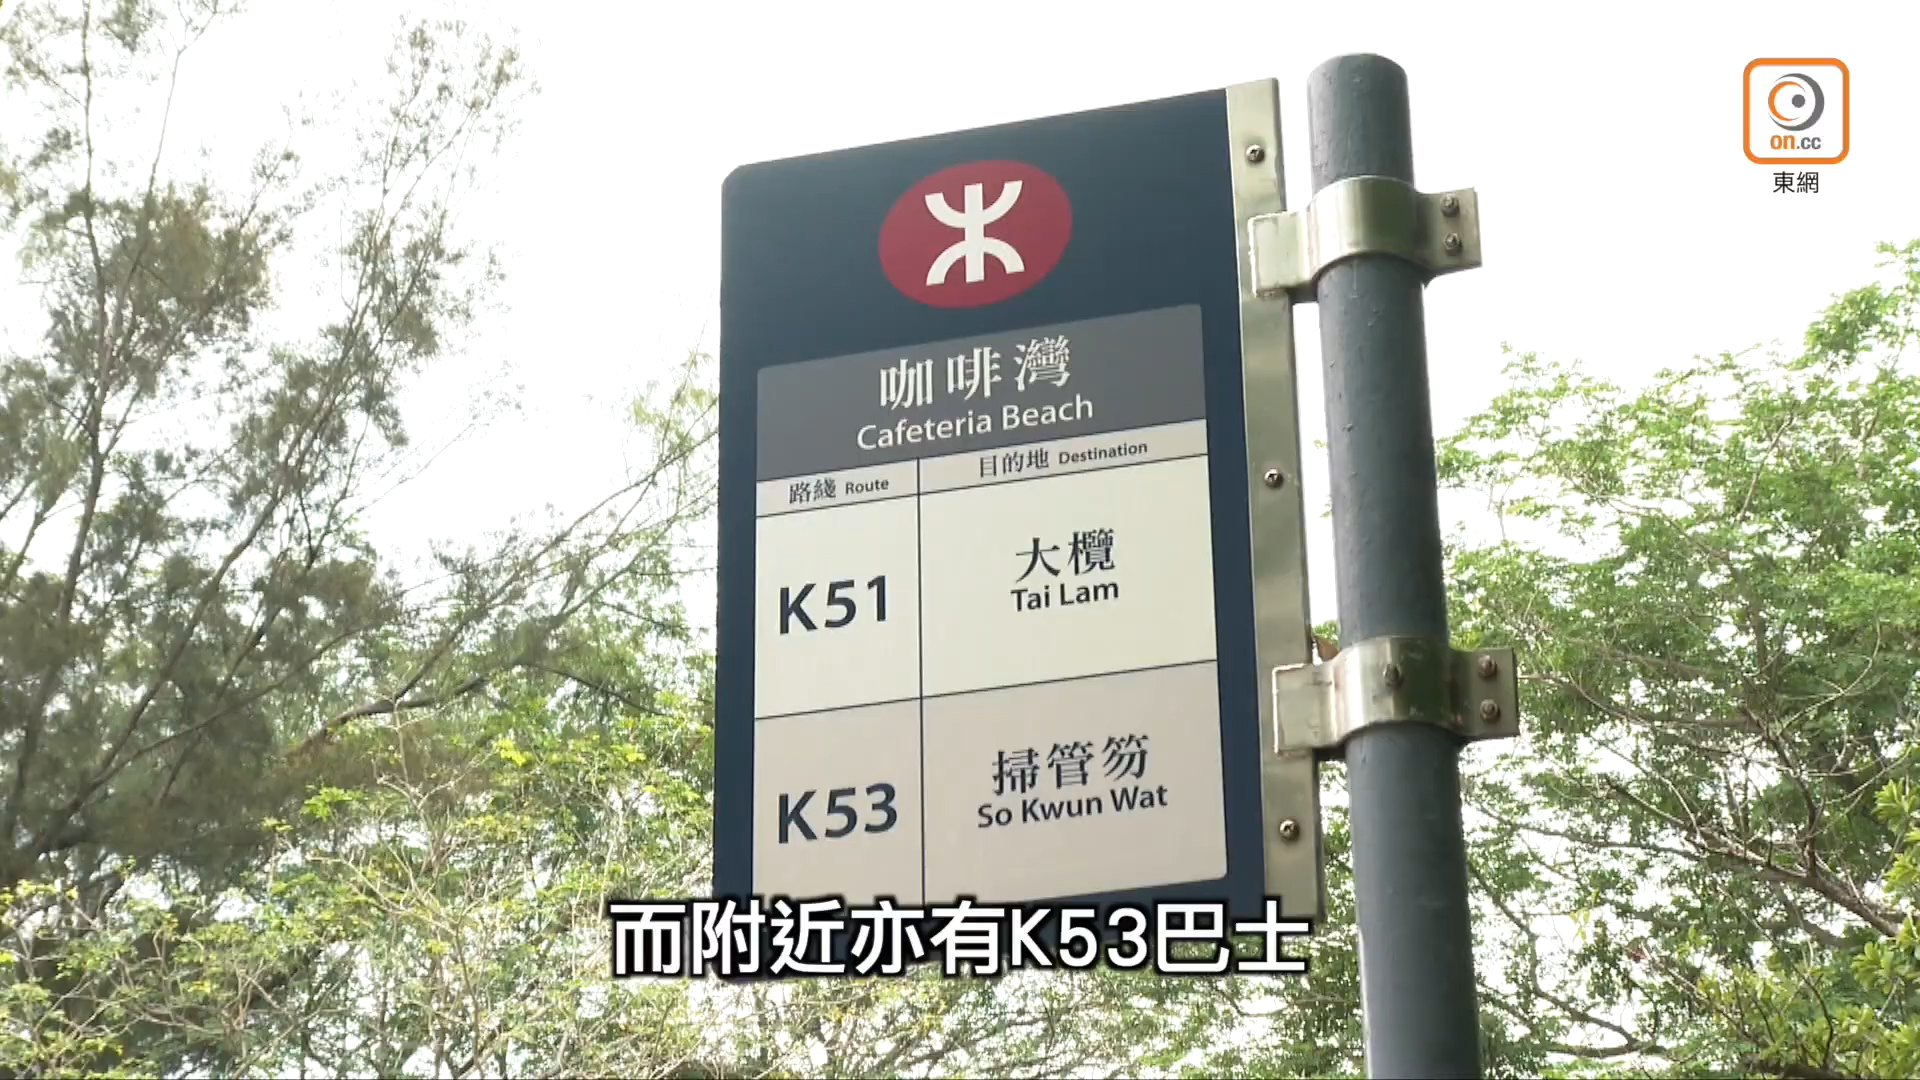 on.cc
東網
咖啡灣
Cafeteria Beach
路綫 Route
目的地 Destination
K51
大欖
Tai Lam
K53
掃管笏
So Kwun Wat
而附近亦有K53巴士